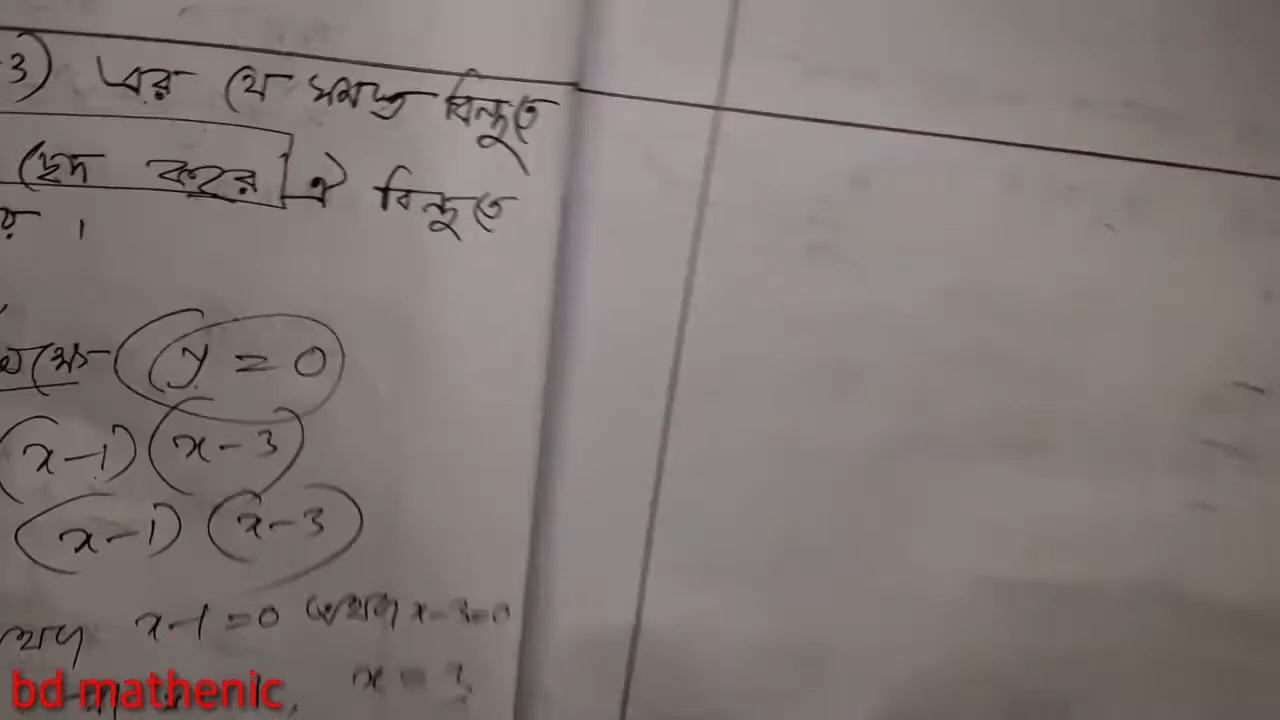 3) এর যে সমস্ত বিন্দুতে
ছেদ করে ঐ বিন্দুতে
য় ।
y = 0
(x-1) (x-3)
(x-1) (x-3)
x-1=0 অথবা x-3=0
x = 3
bd mathenic